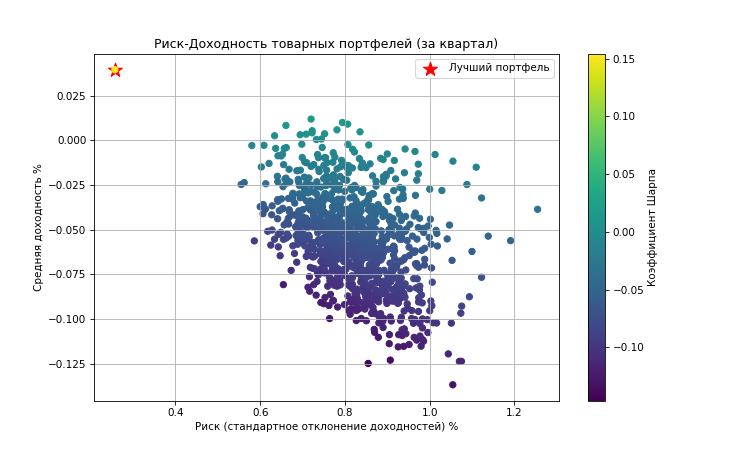 Риск-Доходность товарных портфелей (за квартал)
Лучший портфель
Средняя доходность %
0.025
0.000
−0.025
−0.050
−0.075
−0.100
−0.125
0.4 0.6 0.8 1.0 1.2
Риск (стандартное отклонение доходностей) %
0.15
0.10
0.05
0.00
−0.05
−0.10
Коэффициент Шарпа